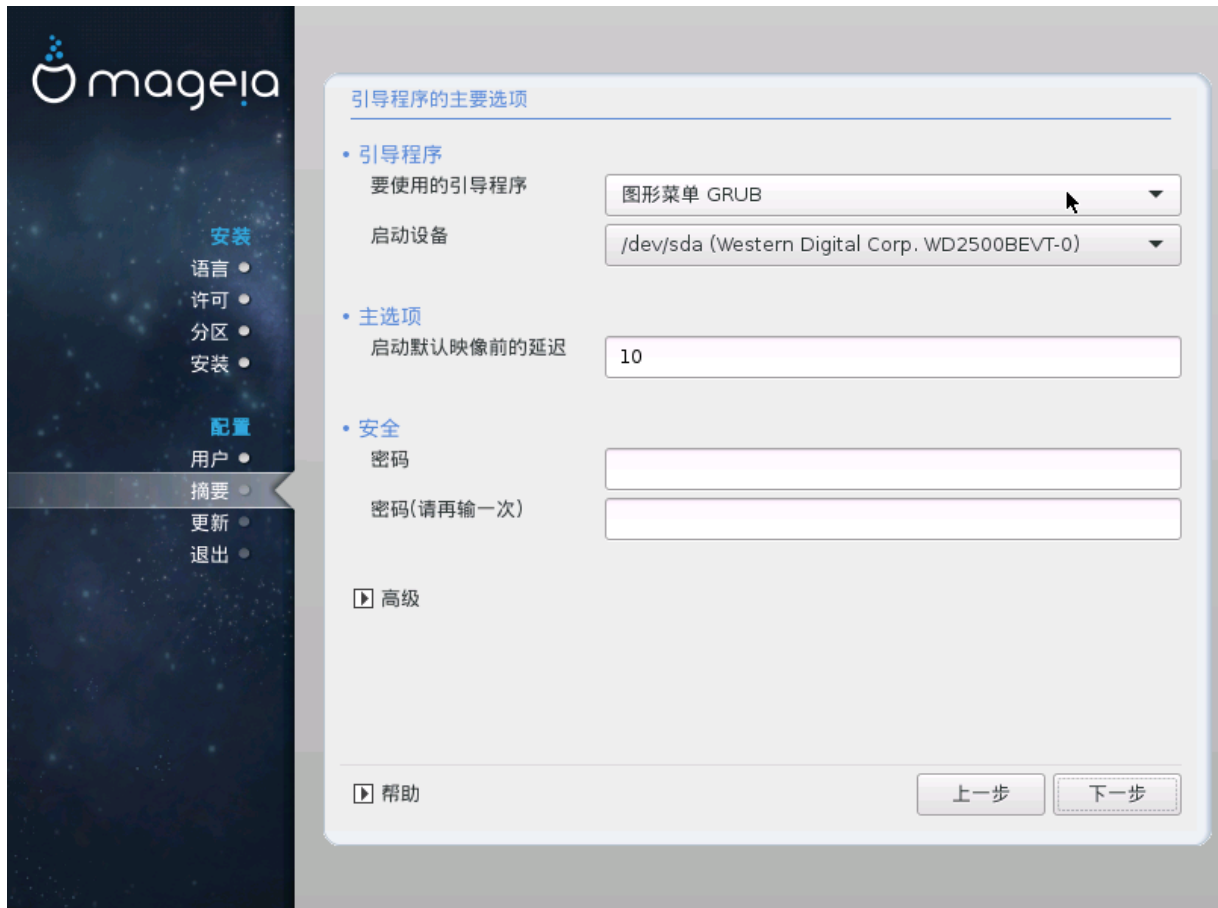 mageia
安装
语言
许可
分区
安装
配置
用户
摘要
更新
退出
引导程序的主要选项
引导程序
要使用的引导程序
图形菜单 GRUB
启动设备
/dev/sda (Western Digital Corp. WD2500BEVT-0)
主选项
启动默认映像前的延迟
10
安全
密码
密码(请再输一次)
高级
帮助
上一步
下一步